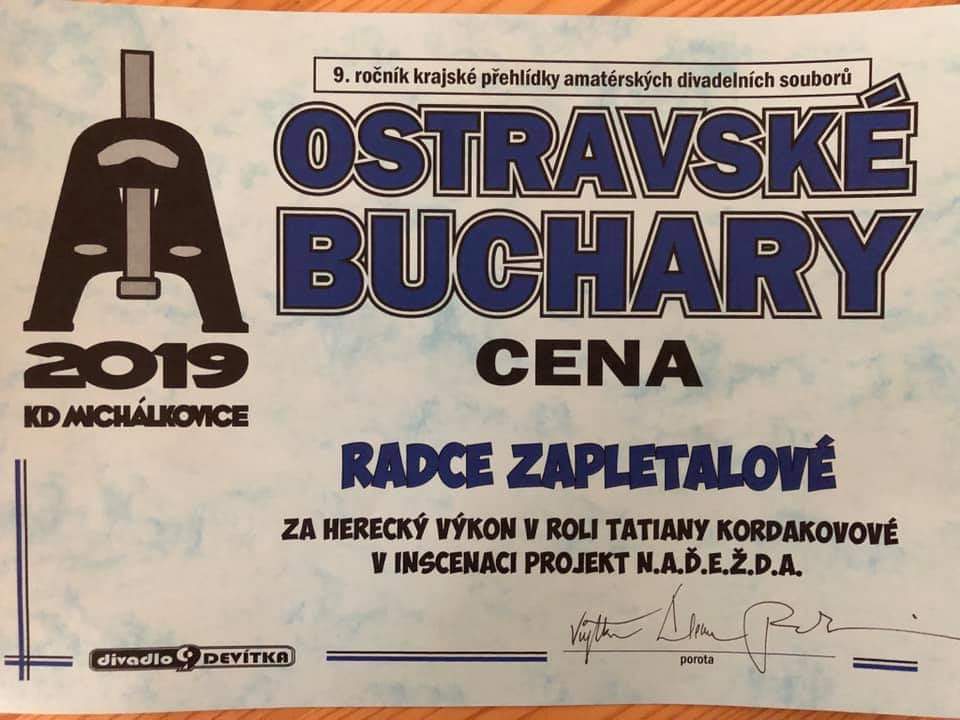 9. ročník krajské přehlídky amatérských divadelních souborů
OSTRAVSKÉ
BUCHARY
2019
KD MICHÁLKOVICE
CENA
RADCE ZAPLETALOVÉ
ZA HERECKÝ VÝKON V ROLI TATIANY KORDAKOVOVÉ
V INSCENACI PROJEKT N.A.Ď.E.Ž.D.A.
porota
divadlo 9 DEVÍTKA